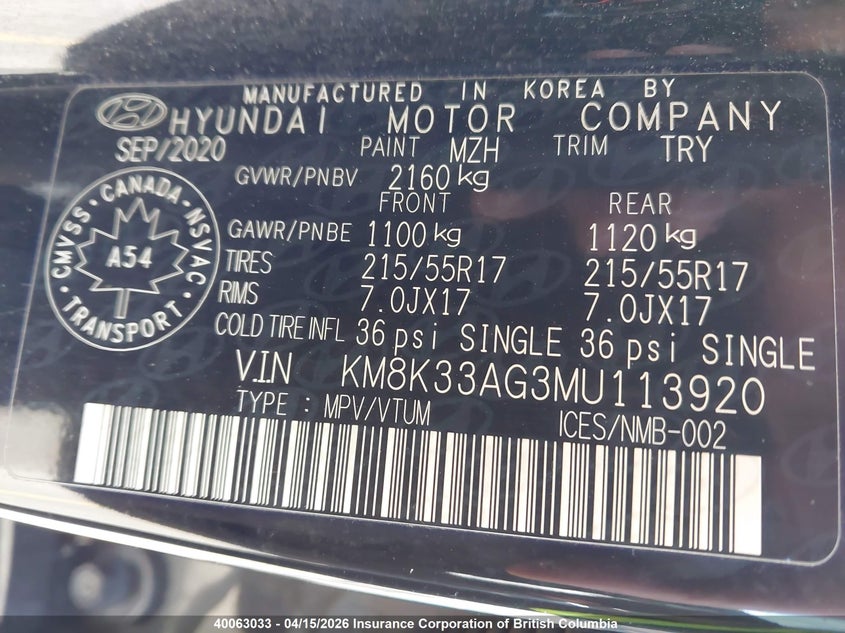 MANUFACTURED IN KOREA BY
HYUNDAI MOTOR COMPANY
SEP/2020 PAINT MZH TRIM TRY
GVWR/PNBV 2160 kg
FRONT REAR
GAWR/PNBE 1100 kg 1120 kg
TIRES 215/55R17 215/55R17
RIMS 7.0JX17 7.0JX17
COLD TIRE INFL 36 psi SINGLE 36 psi SINGLE
V.I.N KM8K33AG3MU113920
TYPE : MPV/VTUM ICES/NMB-002
CMVSS · CANADA · NSVAC
A54
· TRANSPORT ·
40063033 - 04/15/2026 Insurance Corporation of British Columbia